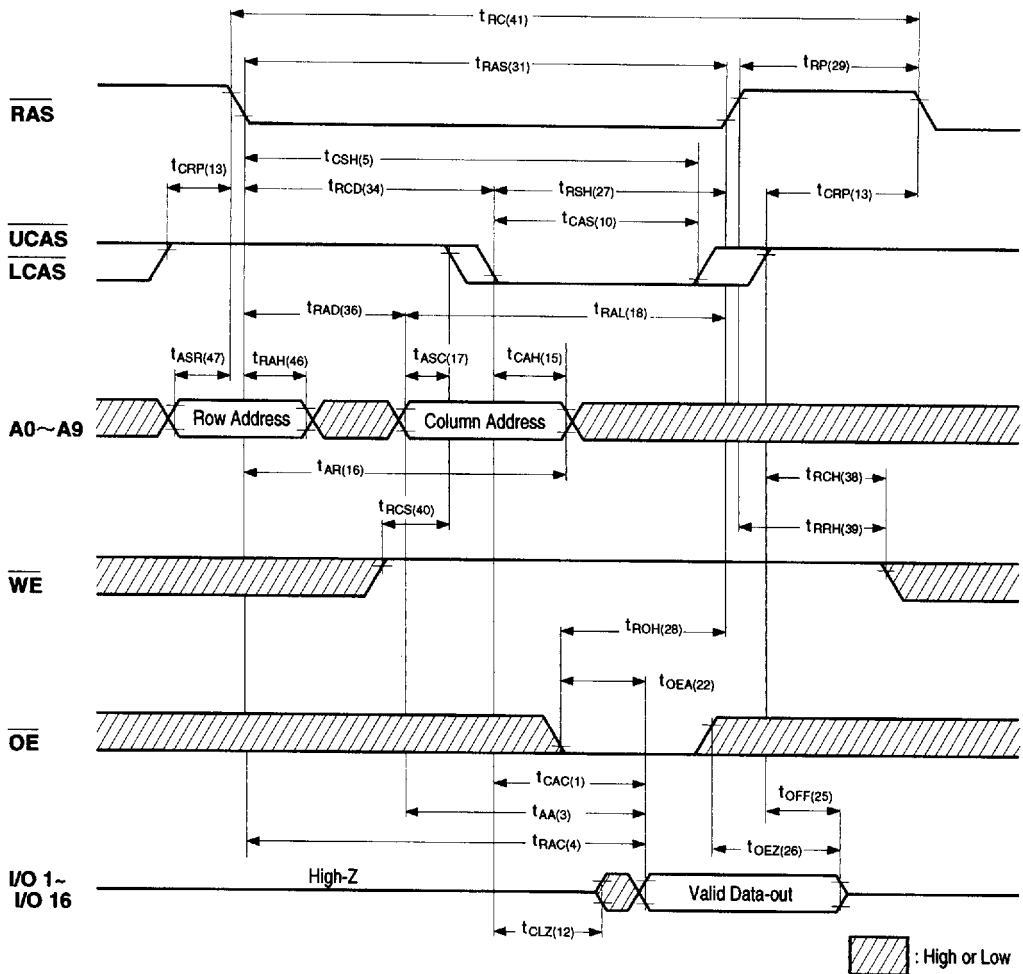 tRC(41)
tRAS(31)
tRP(29)
RAS
tCSH(5)
tCRP(13)
tRCD(34)
tRSH(27)
tCRP(13)
tCAS(10)
UCAS
LCAS
tRAD(36)
tRAL(18)
tASR(47)
tRAH(46)
tASC(17)
tCAH(15)
A0~A9
Row Address
Column Address
tAR(16)
tRCH(38)
tRCS(40)
tRRH(39)
WE
tROH(28)
tOEA(22)
OE
tCAC(1)
tOFF(25)
tAA(3)
tRAC(4)
tOEZ(26)
I/O 1~
I/O 16
High-Z
Valid Data-out
tCLZ(12)
: High or Low